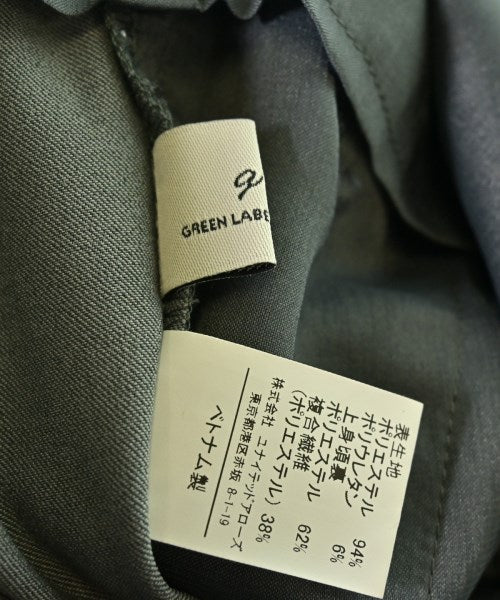 g
GREEN LABE
表生地
ポリエステル 94%
ポリウレタン 6%
上身頃裏
ポリエステル 62%
複合繊維
(ポリエステル) 38%
株式会社 ユナイテッドアローズ
東京都港区赤坂 8-1-19
ベトナム製